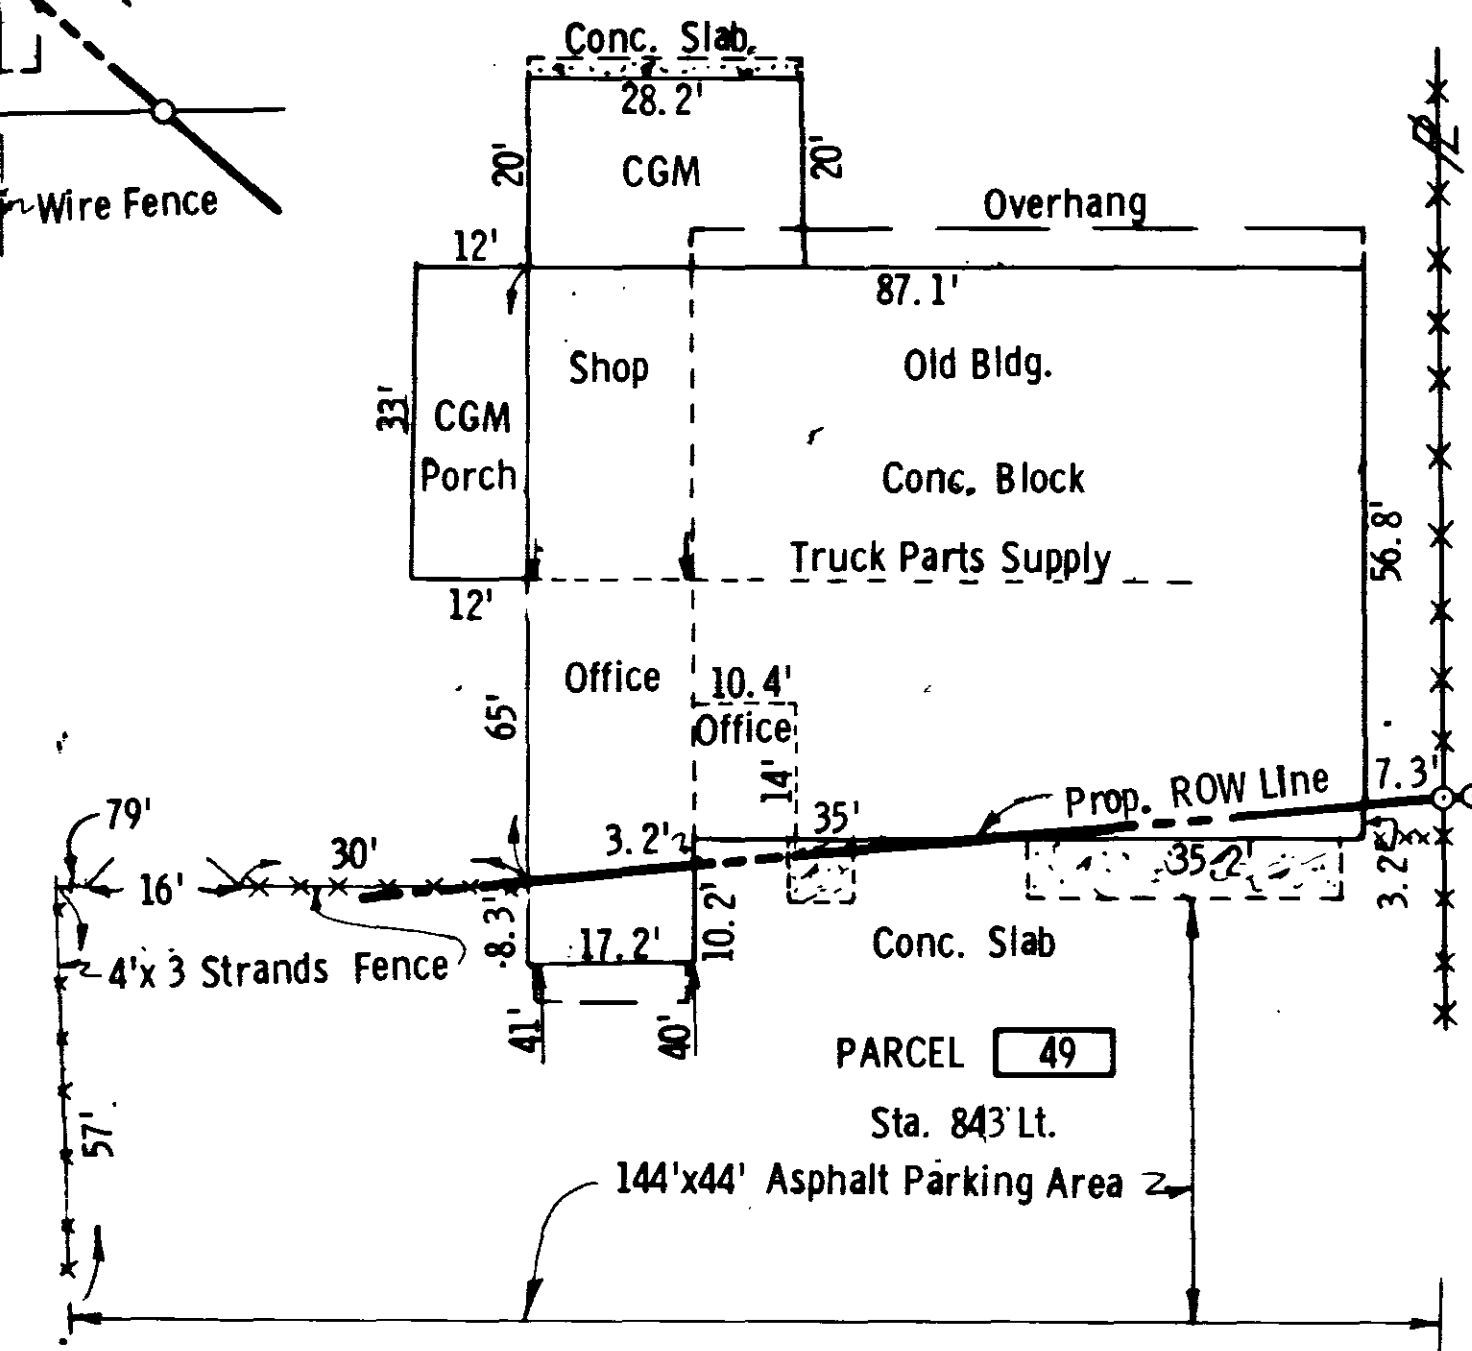 Conc. Slab
28.2'
20'
CGM
20'
Wire Fence
Overhang
12'
87.1'
Shop
Old Bldg.
33'
CGM
Porch
Conc. Block
Truck Parts Supply
56.8'
12'
Office
10.4'
65'
Office
14'
Prop. ROW Line
7.3'
79'
35'
3.2'
30'
16'
35.2'
3.2'
8.3'
17.2'
10.2'
Conc. Slab
4'x 3 Strands Fence
41'
40'
PARCEL 49
Sta. 843 Lt.
57'
144'x44' Asphalt Parking Area